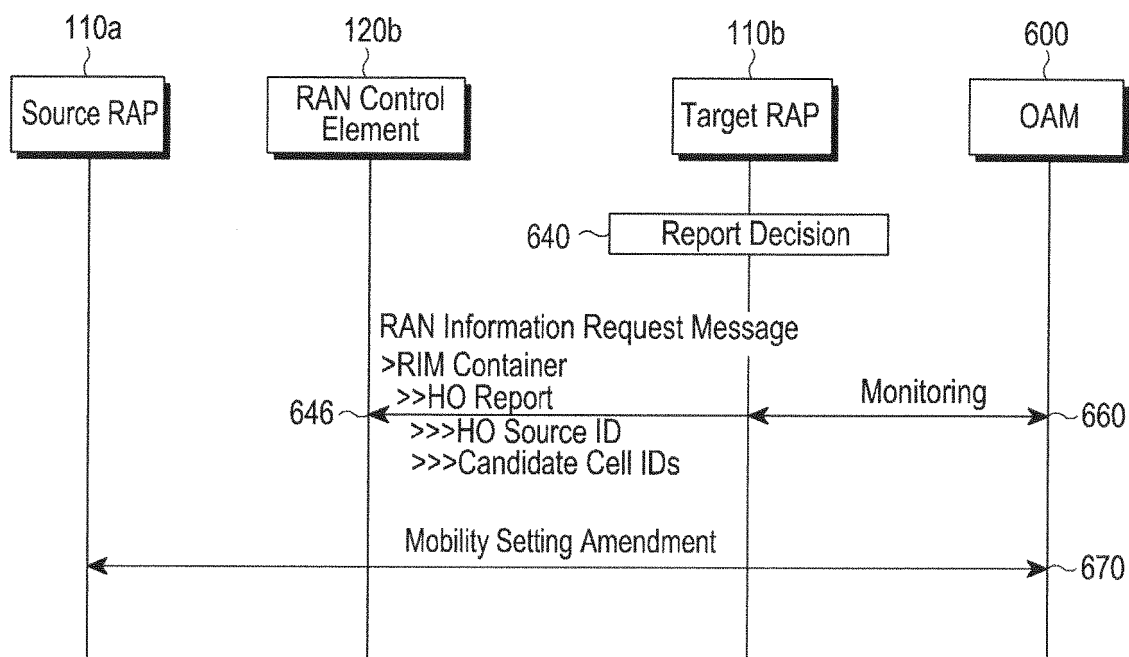 110a
120b
110b
600
Source RAP
RAN Control
Element
Target RAP
OAM
640
Report Decision
RAN Information Request Message
>RIM Container
>>HO Report
Monitoring
646
660
>>>HO Source ID
>>>Candidate Cell IDs
Mobility Setting Amendment
670